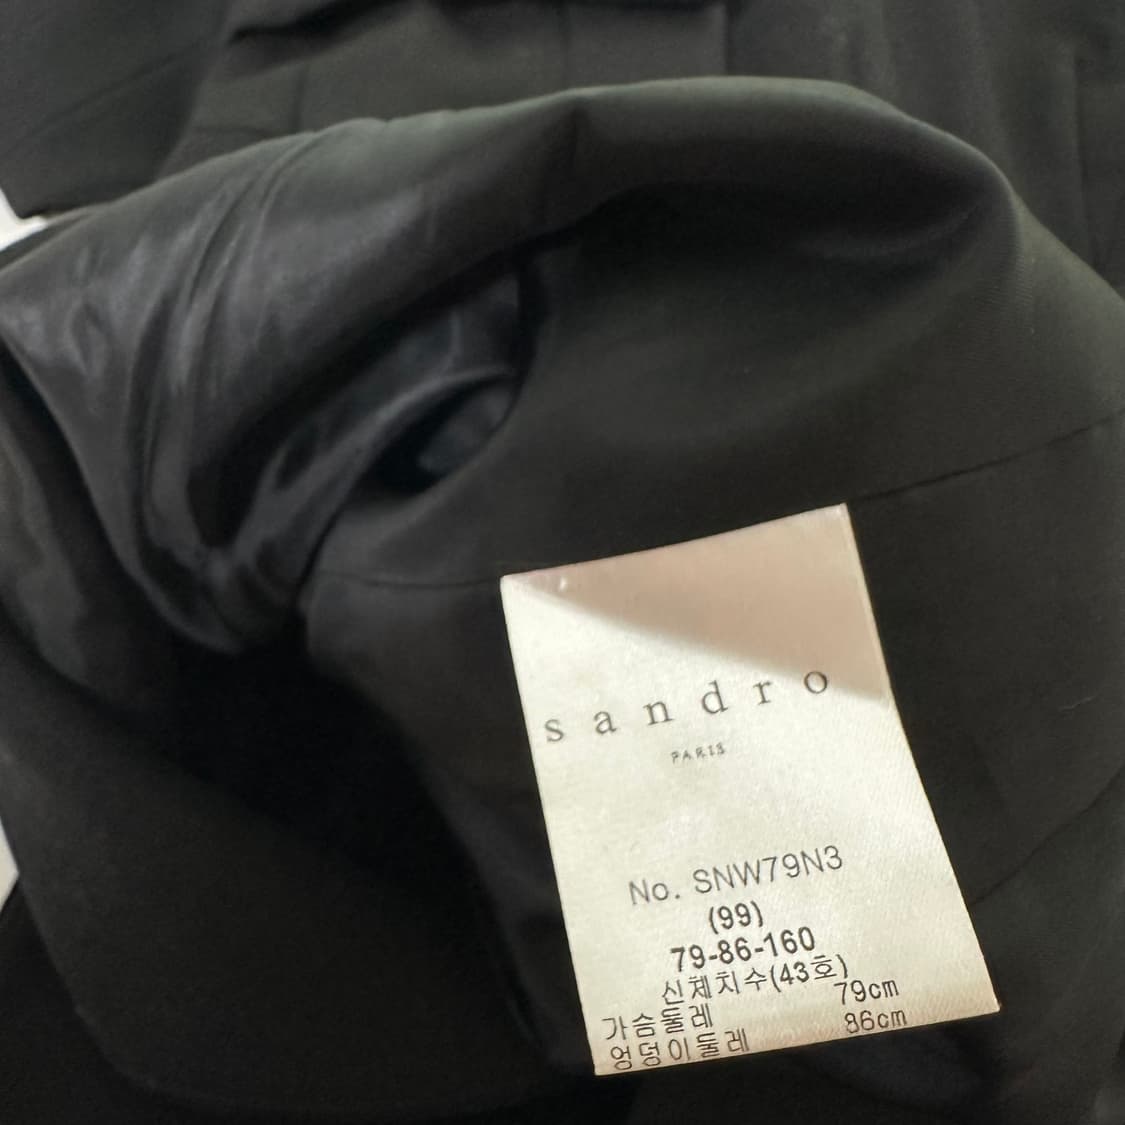 sandro
PARIS
No. SNW79N3
(99)
79-86-160
신체치수(43호)
가슴둘레 79cm
엉덩이둘레 86cm